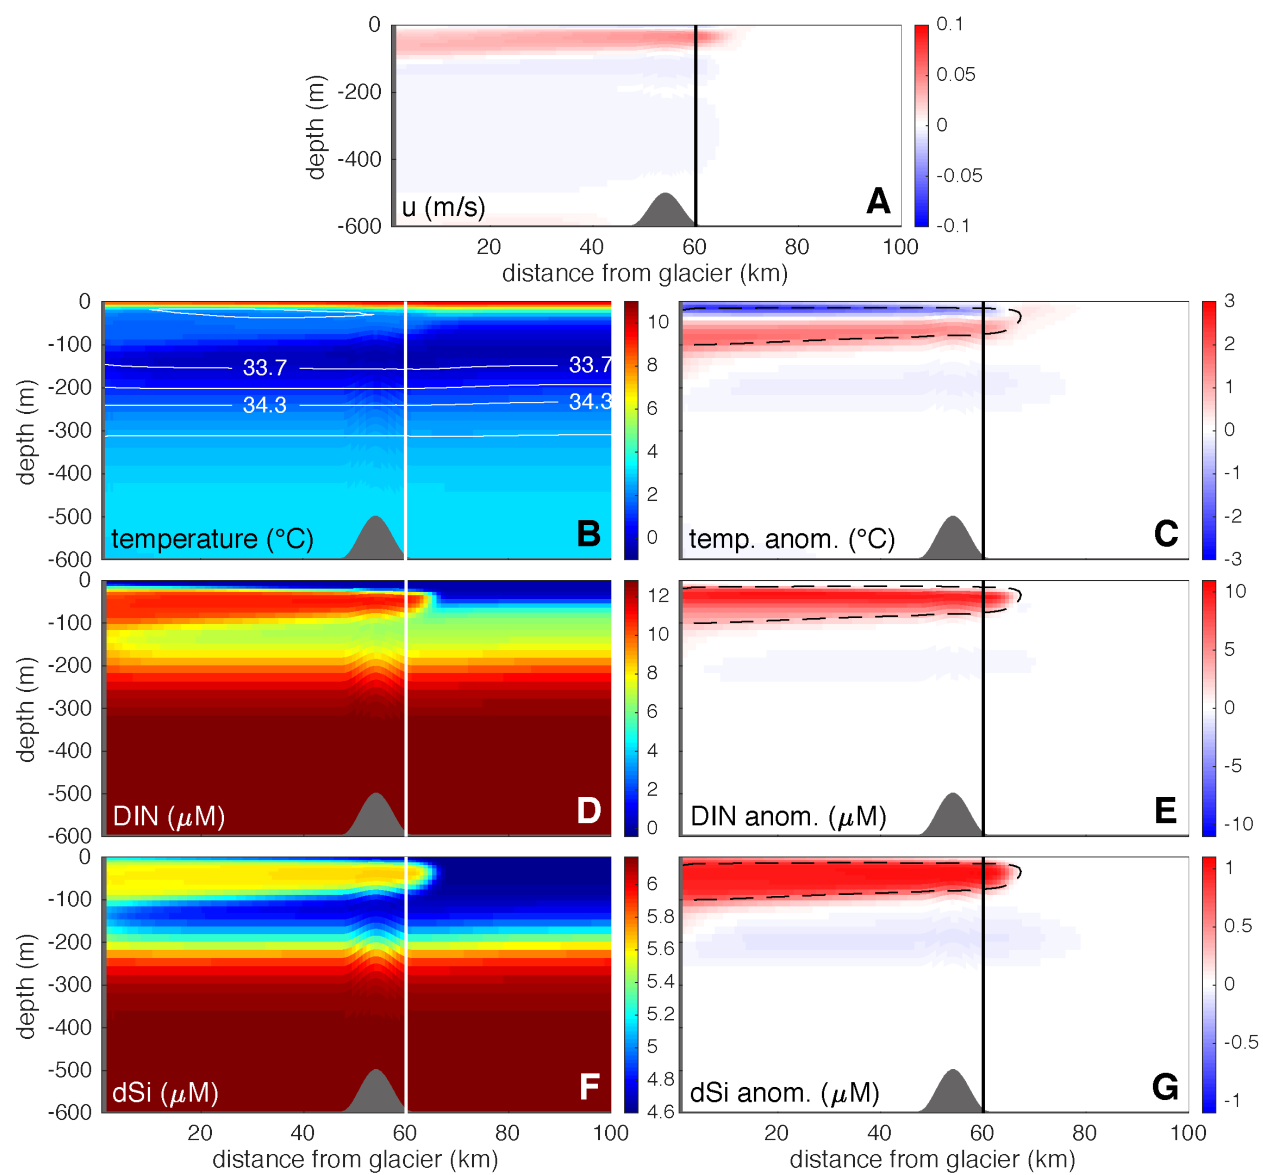 0
-200
-400
-600
depth (m)
u (m/s)
A
0.1
0.05
0
-0.05
-0.1
20 40 60 80 100
distance from glacier (km)
0
-100
-200
-300
-400
-500
-600
depth (m)
33.7 33.7
34.3 34.3
temperature (°C)
B
10
8
6
4
2
0
temp. anom. (°C)
C
3
2
1
0
-1
-2
-3
0
-100
-200
-300
-400
-500
-600
depth (m)
DIN (μM)
D
12
10
8
6
4
2
0
DIN anom. (μM)
E
10
5
0
-5
-10
0
-100
-200
-300
-400
-500
-600
depth (m)
dSi (μM)
F
6
5.8
5.6
5.4
5.2
5
4.8
4.6
dSi anom. (μM)
G
1
0.5
0
-0.5
-1
20 40 60 80 100
distance from glacier (km)
20 40 60 80 100
distance from glacier (km)